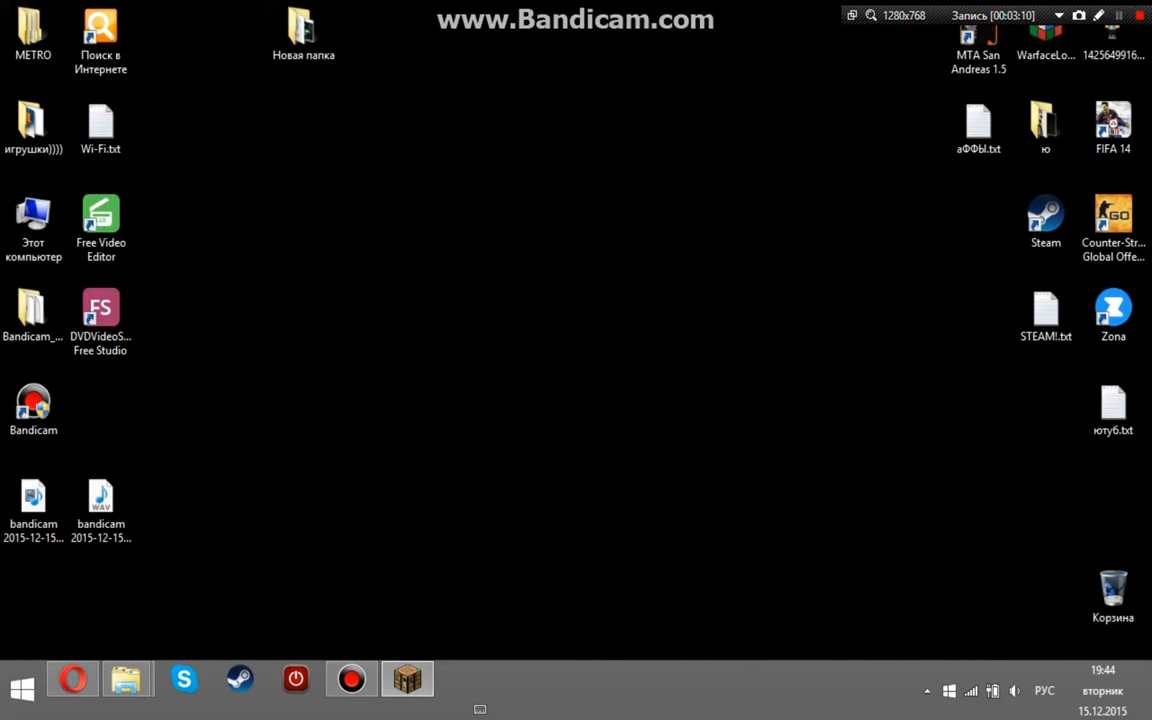 www.Bandicam.com
1280x768
Запись [00:03:10]
METRO
Поиск в
Интернете
Новая папка
MTA San
Andreas 1.5
WarfaceLo...
1425649916...
игрушки))))
Wi-Fi.txt
аФФЫ.txt
ю
FIFA 14
Этот
компьютер
Free Video
Editor
Steam
Counter-Str...
Global Offe...
GO
FS
Bandicam_...
DVDVideoS...
Free Studio
STEAM!.txt
Zona
Bandicam
ютуб.txt
WAV
bandicam
2015-12-15...
bandicam
2015-12-15...
Корзина
РУС
19:44
вторник
15.12.2015